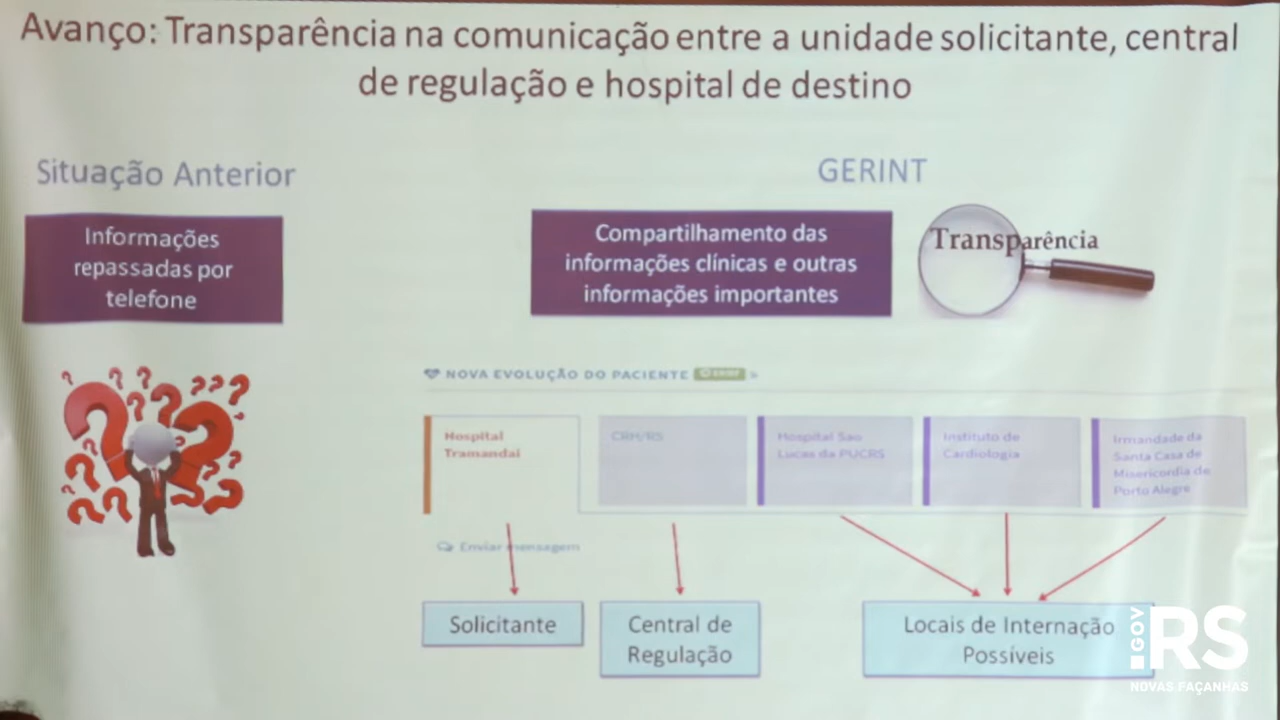 Avanço: Transparência na comunicação entre a unidade solicitante, central
de regulação e hospital de destino
Situação Anterior
GERINT
Informações
repassadas por
telefone
Compartilhamento das
informações clínicas e outras
informações importantes
Transparência
NOVA EVOLUÇÃO DO PACIENTE
Hospital
Tramandai
CRH/RS
Hospital Sao
Lucas da PUCRS
Instituto de
Cardiologia
Irmandade da
Santa Casa de
Misericordia de
Porto Alegre
Enviar mensagem
Solicitante
Central de
Regulação
Locais de Internação
Possíveis
GOV
RS
NOVAS FAÇANHAS